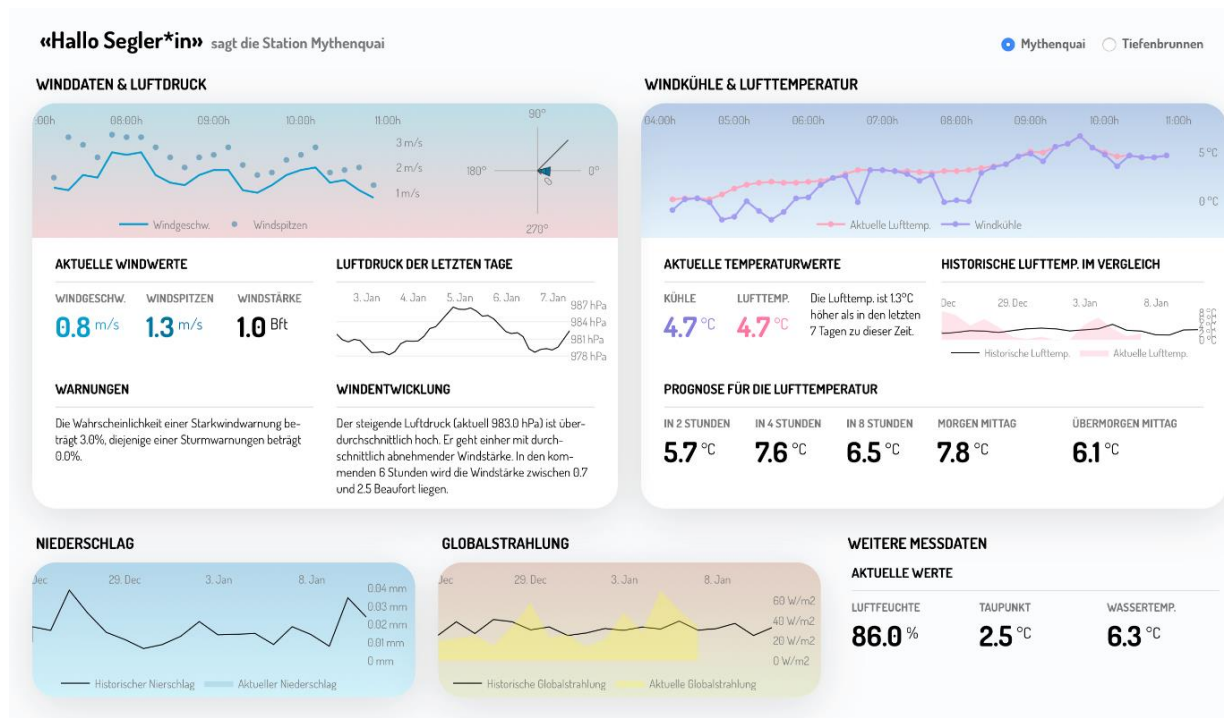 «Hallo Segler*in» sagt die Station Mythenquai
Mythenquai
Tiefenbrunnen
WINDDATEN & LUFTDRUCK
:00h 08:00h 09:00h 10:00h 11:00h
3 m/s
2 m/s
1 m/s
90°
180°
0°
270°
Windgeschw.
Windspitzen
AKTUELLE WINDWERTE
WINDGESCHW.
0.8 m/s
WINDSPITZEN
1.3 m/s
WINDSTÄRKE
1.0 Bft
LUFTDRUCK DER LETZTEN TAGE
3. Jan 4. Jan 5. Jan 6. Jan 7. Jan
987 hPa
984 hPa
981 hPa
978 hPa
WARNUNGEN
Die Wahrscheinlichkeit einer Starkwindwarnung be-
trägt 3.0%, diejenige einer Sturmwarnungen beträgt
0.0%.
WINDENTWICKLUNG
Der steigende Luftdruck (aktuell 983.0 hPa) ist über-
durchschnittlich hoch. Er geht einher mit durch-
schnittlich abnehmender Windstärke. In den kom-
menden 6 Stunden wird die Windstärke zwischen 0.7
und 2.5 Beaufort liegen.
WINDKÜHLE & LUFTTEMPERATUR
04:00h 05:00h 06:00h 07:00h 08:00h 09:00h 10:00h 11:00h
5 °C
0 °C
Aktuelle Lufttemp.
Windkühle
AKTUELLE TEMPERATURWERTE
KÜHLE
4.7 °C
LUFTTEMP.
4.7 °C
Die Lufttemp. ist 1.3°C
höher als in den letzten
7 Tagen zu dieser Zeit.
HISTORISCHE LUFTTEMP. IM VERGLEICH
Dec 29. Dec 3. Jan 8. Jan
0 °C
Historische Lufttemp.
Aktuelle Lufttemp.
PROGNOSE FÜR DIE LUFTTEMPERATUR
IN 2 STUNDEN
5.7 °C
IN 4 STUNDEN
7.6 °C
IN 8 STUNDEN
6.5 °C
MORGEN MITTAG
7.8 °C
ÜBERMORGEN MITTAG
6.1 °C
NIEDERSCHLAG
Dec 29. Dec 3. Jan 8. Jan
0.04 mm
0.03 mm
0.02 mm
0.01 mm
0 mm
Historischer Nierschlag
Aktueller Niederschlag
GLOBALSTRAHLUNG
Dec 29. Dec 3. Jan 8. Jan
60 W/m2
40 W/m2
20 W/m2
0 W/m2
Historische Globalstrahlung
Aktuelle Globalstrahlung
WEITERE MESSDATEN
AKTUELLE WERTE
LUFTFEUCHTE
86.0 %
TAUPUNKT
2.5 °C
WASSERTEMP.
6.3 °C